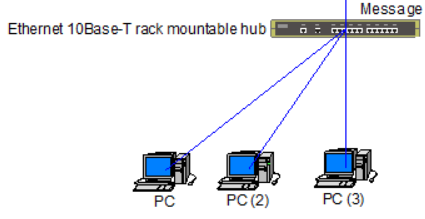 Message
Ethernet 10Base-T rack mountable hub
PC
PC (2)
PC (3)